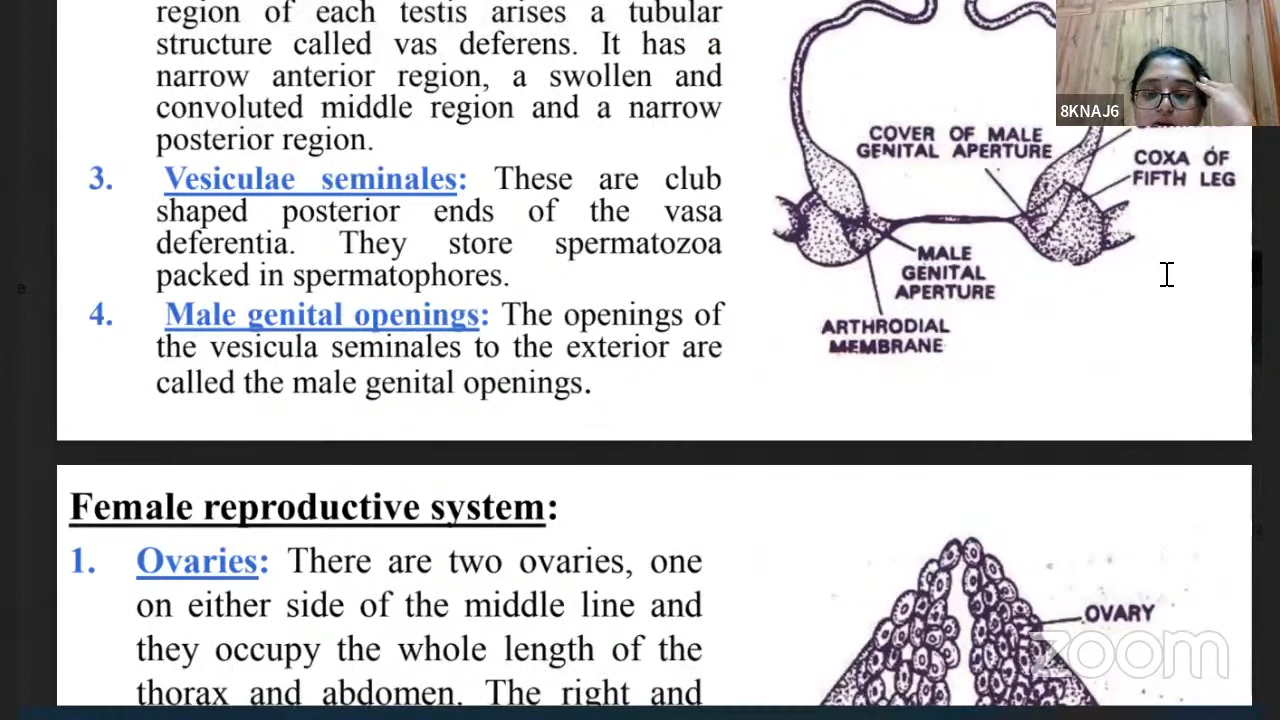 region of each testis arises a tubular
structure called vas deferens. It has a
narrow anterior region, a swollen and
convoluted middle region and a narrow
posterior region.
3. Vesiculae seminales: These are club
shaped posterior ends of the vasa
deferentia. They store spermatozoa
packed in spermatophores.
4. Male genital openings: The openings of
the vesicula seminales to the exterior are
called the male genital openings.
8KNAJ6
COVER OF MALE
GENITAL APERTURE
COXA OF
FIFTH LEG
MALE
GENITAL
APERTURE
ARTHRODIAL
MEMBRANE
Female reproductive system:
1. Ovaries: There are two ovaries, one
on either side of the middle line and
they occupy the whole length of the
thorax and abdomen. The right and
OVARY
zoom